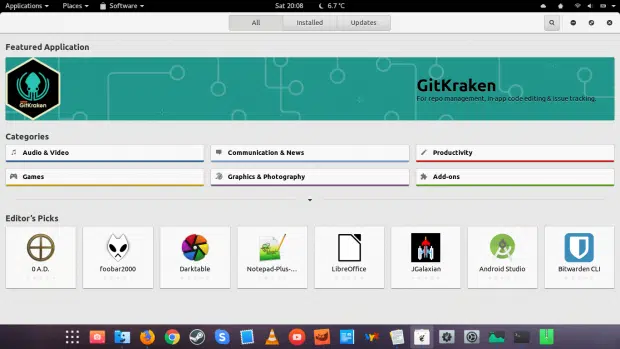 Applications Places Software Sat 20:08 6.7 °C
All Installed Updates
Featured Application
GitKraken
GitKraken
For repo management, in-app code editing & issue tracking.
Categories
Audio & Video Communication & News Productivity
Games Graphics & Photography Add-ons
Editor's Picks
0 A.D. foobar2000 Darktable Notepad-Plus-... LibreOffice JGalaxian Android Studio Bitwarden CLI